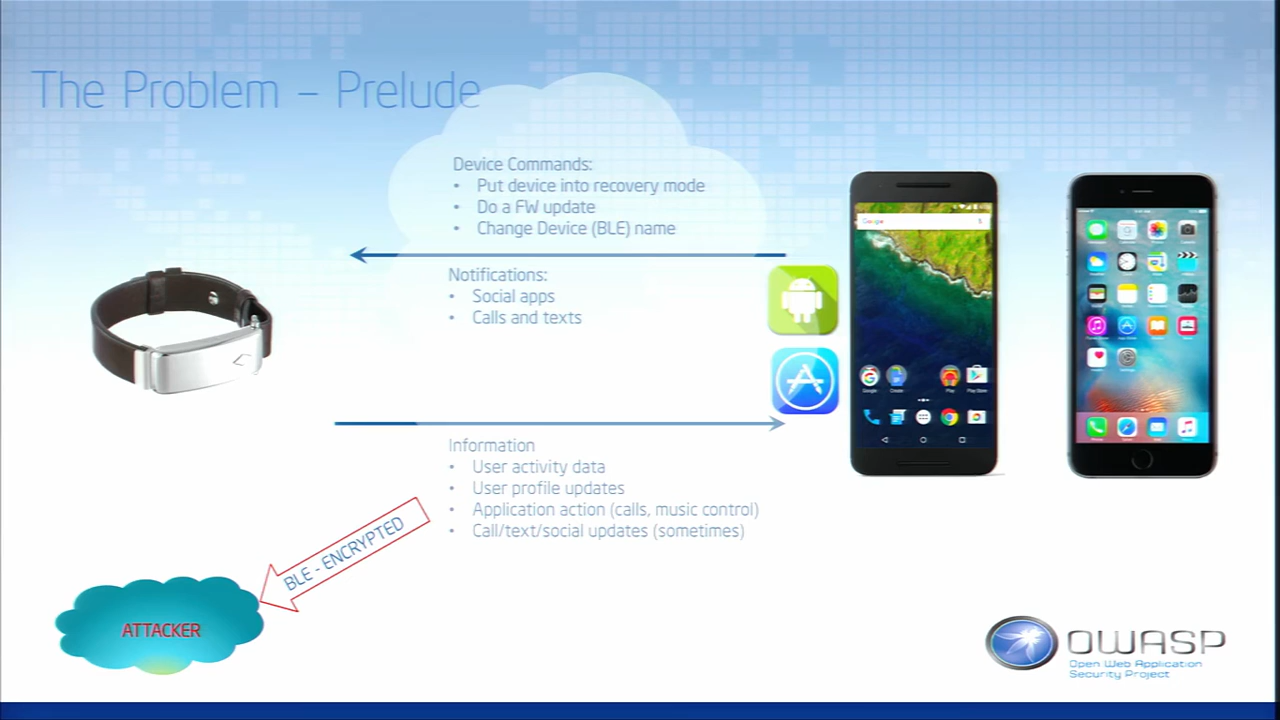 The Problem – Prelude
Device Commands:
• Put device into recovery mode
• Do a FW update
• Change Device (BLE) name
Notifications:
• Social apps
• Calls and texts
Information
• User activity data
• User profile updates
• Application action (calls, music control)
• Call/text/social updates (sometimes)
BLE - ENCRYPTED
ATTACKER
Google
OWASP
Open Web Application
Security Project